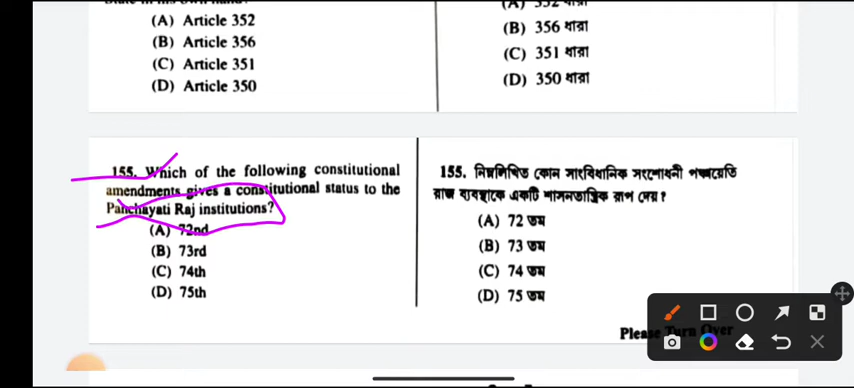 (A) Article 352
(B) Article 356
(C) Article 351
(D) Article 350
(A) 352 ধারা
(B) 356 ধারা
(C) 351 ধারা
(D) 350 ধারা
155. Which of the following constitutional
amendments gives a constitutional status to the
Panchayati Raj institutions?
(A) 72nd
(B) 73rd
(C) 74th
(D) 75th
155. নিম্নলিখিত কোন সাংবিধানিক সংশোধনী পঞ্চায়েতি
রাজ ব্যবস্থাকে একটি শাসনতান্ত্রিক রূপ দেয়?
(A) 72 তম
(B) 73 তম
(C) 74 তম
(D) 75 তম
Please Turn Over